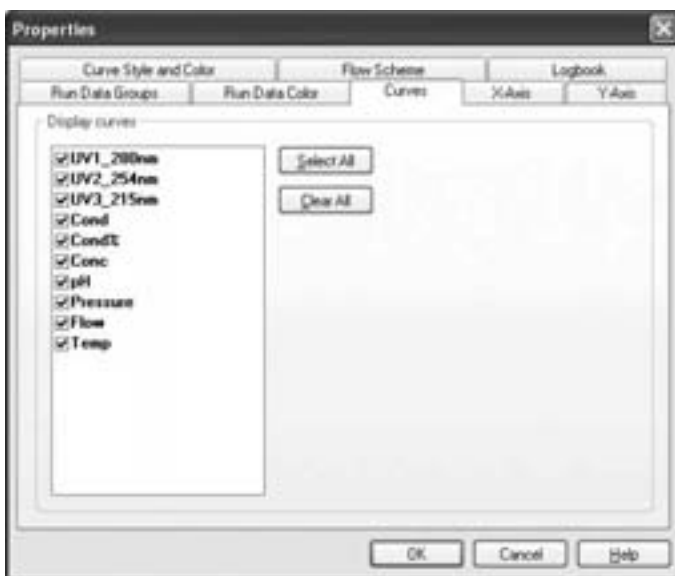 Properties
Curve Style and Color Flow Scheme Logbook
Run Data Groups Run Data Color Curves X-Axis Y-Axis
Display curves
UV1_280nm
UV2_254nm
UV3_215nm
Cond
Cond%
Conc
pH
Pressure
Flow
Temp
Select All
Clear All
OK Cancel Help